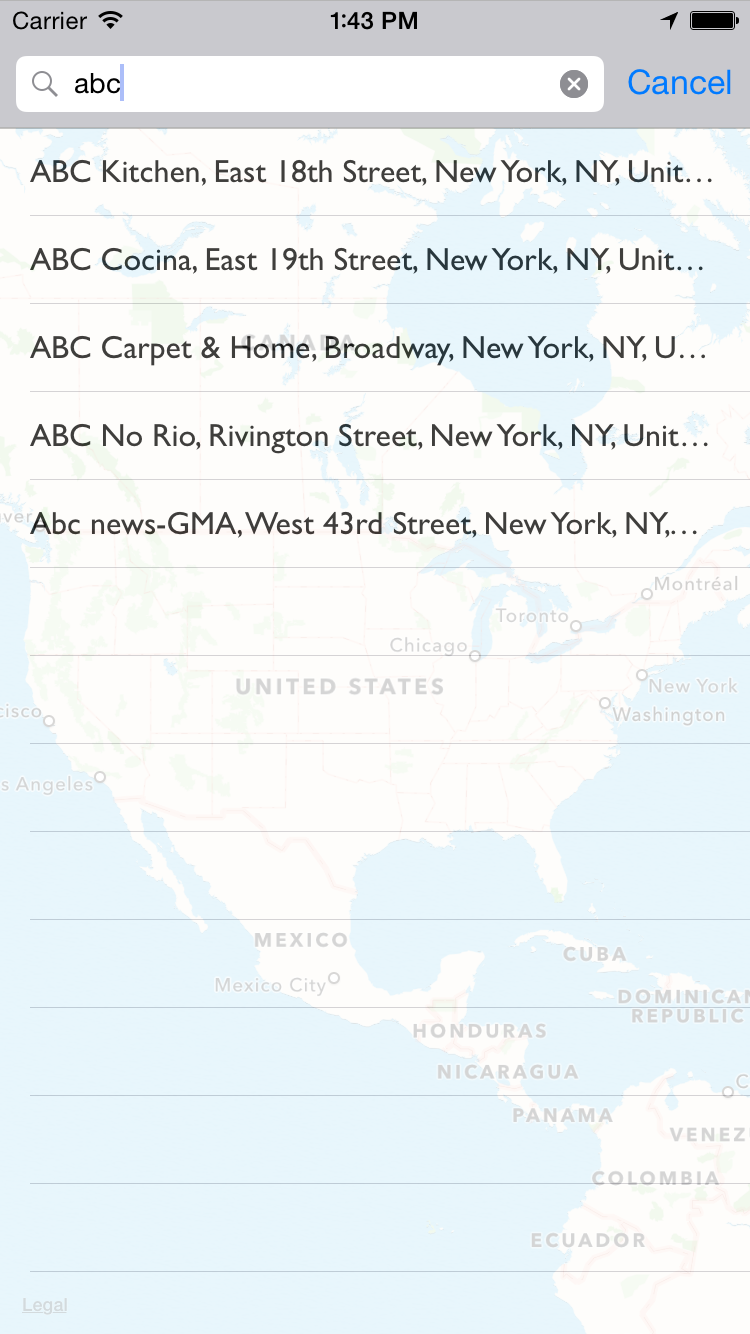 Carrier 1:43 PM
abc Cancel
ABC Kitchen, East 18th Street, New York, NY, Unit…
ABC Cocina, East 19th Street, New York, NY, Unit…
CANADA
ABC Carpet & Home, Broadway, New York, NY, U…
ABC No Rio, Rivington Street, New York, NY, Unit…
ver
Abc news-GMA, West 43rd Street, New York, NY,…
Montréal
Toronto
Chicago
UNITED STATES
New York
cisco
Washington
s Angeles
MEXICO
CUBA
Mexico City
DOMINICAN
REPUBLIC
HONDURAS
NICARAGUA
C
PANAMA
VENEZ
COLOMBIA
ECUADOR
Legal